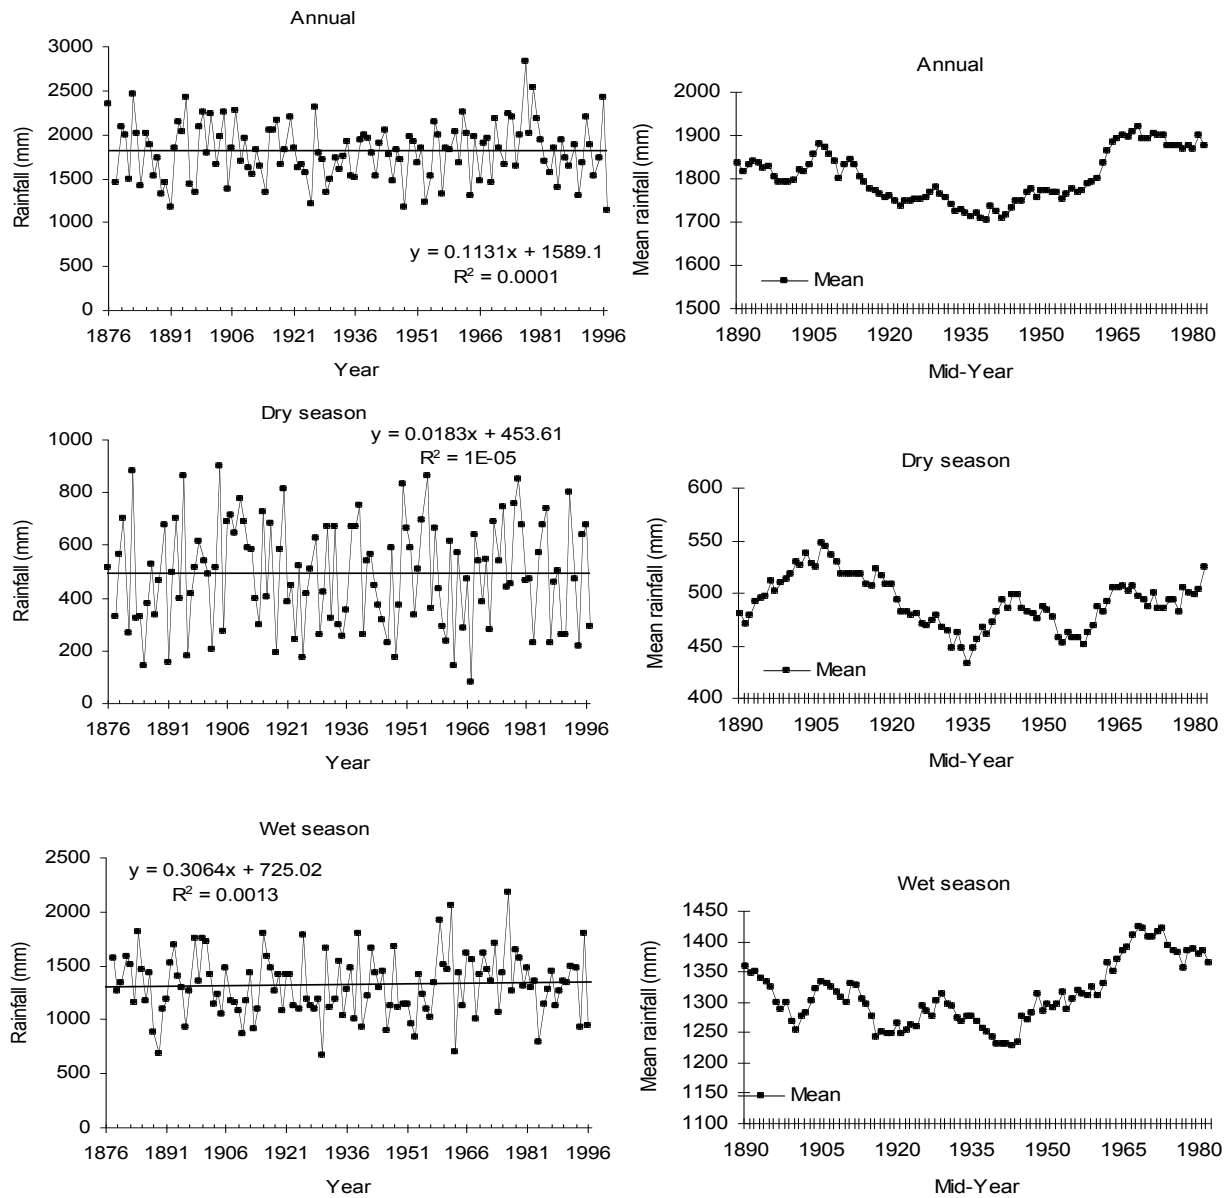 Annual
3000
2500
2000
1500
1000
500
0
Rainfall (mm)
y = 0.1131x + 1589.1
R² = 0.0001
1876 1891 1906 1921 1936 1951 1966 1981 1996
Year
Annual
2000
1900
1800
1700
1600
1500
Mean rainfall (mm)
Mean
1890 1905 1920 1935 1950 1965 1980
Mid-Year
Dry season
y = 0.0183x + 453.61
R² = 1E-05
1000
800
600
400
200
0
Rainfall (mm)
1876 1891 1906 1921 1936 1951 1966 1981 1996
Year
Dry season
600
550
500
450
400
Mean rainfall (mm)
Mean
1890 1905 1920 1935 1950 1965 1980
Mid-Year
Wet season
y = 0.3064x + 725.02
R² = 0.0013
2500
2000
1500
1000
500
0
Rainfall (mm)
1876 1891 1906 1921 1936 1951 1966 1981 1996
Year
Wet season
1450
1400
1350
1300
1250
1200
1150
1100
Mean rainfall (mm)
Mean
1890 1905 1920 1935 1950 1965 1980
Mid-Year